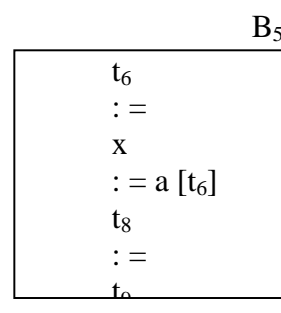 B₅
t₆
: =
x
: = a [t₆]
t₈
: =